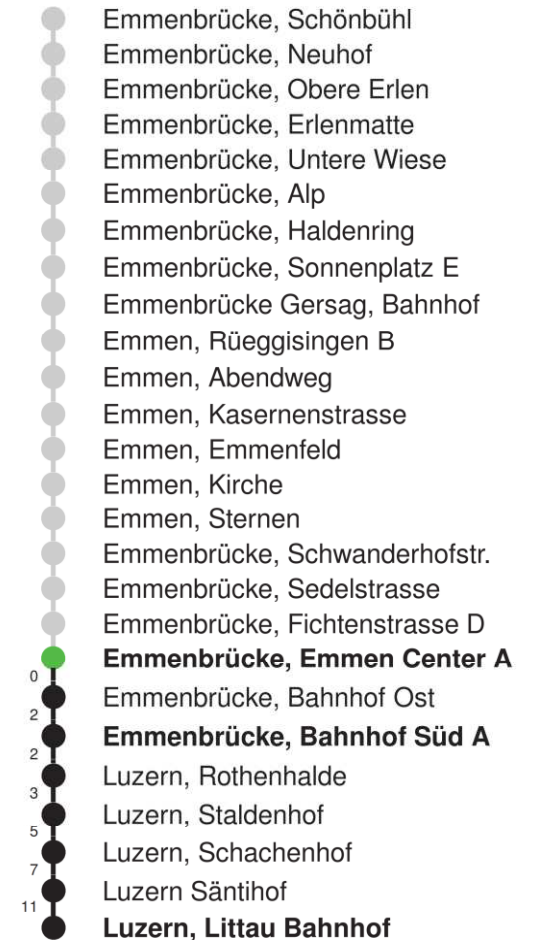 Emmenbrücke, Schönbühl
Emmenbrücke, Neuhof
Emmenbrücke, Obere Erlen
Emmenbrücke, Erlenmatte
Emmenbrücke, Untere Wiese
Emmenbrücke, Alp
Emmenbrücke, Haldenring
Emmenbrücke, Sonnenplatz E
Emmenbrücke Gersag, Bahnhof
Emmen, Rüeggisingen B
Emmen, Abendweg
Emmen, Kasernenstrasse
Emmen, Emmenfeld
Emmen, Kirche
Emmen, Sternen
Emmenbrücke, Schwanderhofstr.
Emmenbrücke, Sedelstrasse
Emmenbrücke, Fichtenstrasse D
Emmenbrücke, Emmen Center A
0
Emmenbrücke, Bahnhof Ost
2
Emmenbrücke, Bahnhof Süd A
2
Luzern, Rothenhalde
3
Luzern, Staldenhof
5
Luzern, Schachenhof
7
Luzern Säntihof
11
Luzern, Littau Bahnhof